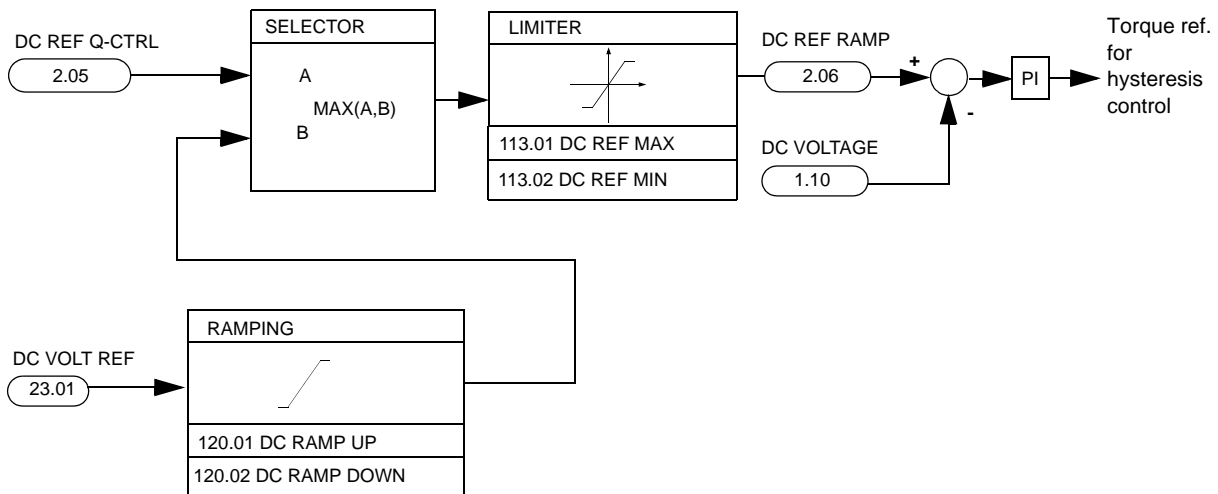 DC REF Q-CTRL
2.05
SELECTOR
A
MAX(A,B)
B
LIMITER
113.01 DC REF MAX
113.02 DC REF MIN
DC REF RAMP
2.06
+
-
DC VOLTAGE
1.10
PI
Torque ref.
for
hysteresis
control
DC VOLT REF
23.01
RAMPING
120.01 DC RAMP UP
120.02 DC RAMP DOWN